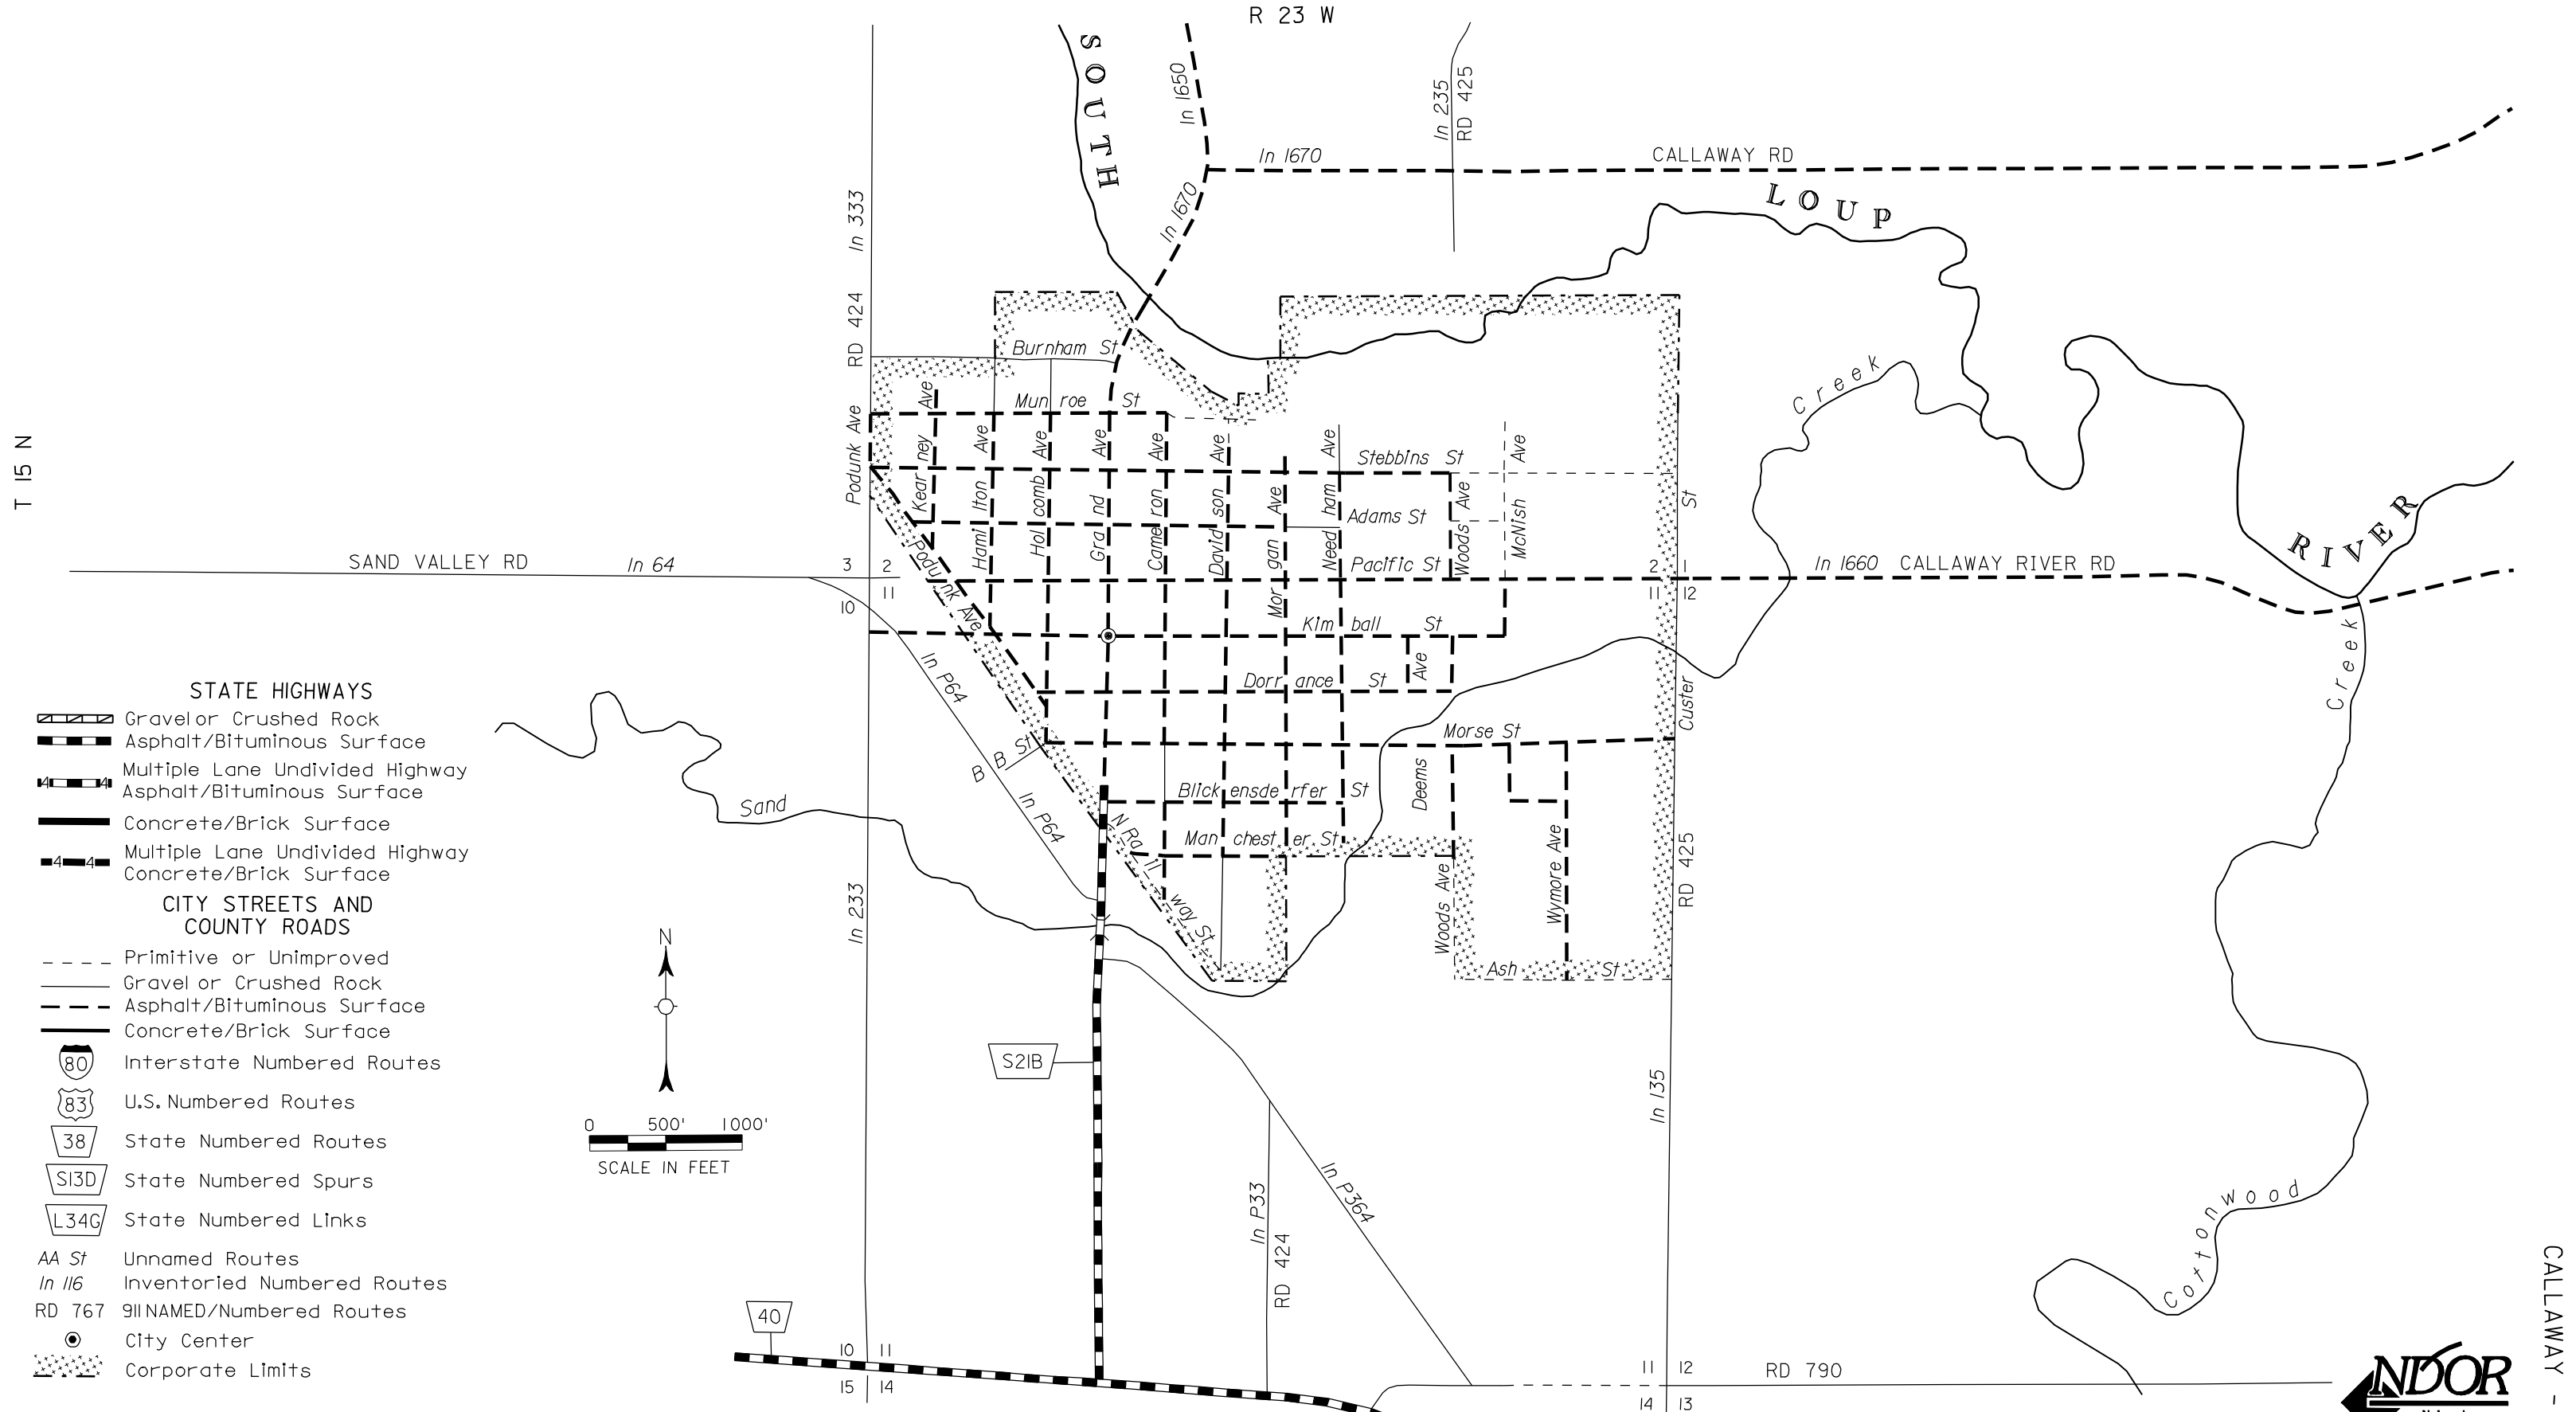 R 23 W
SOUTH
In 1650
In 235
RD 425
In 1670
CALLAWAY RD
In 1670
LOUP
In 333
RD 424
Burnham St
Creek
Munroe St
Podunk Ave
Kearney Ave
Hamilton Ave
Holcomb Ave
Grand Ave
Cameron Ave
Davidson Ave
Morgan Ave
Needham Ave
Stebbins St
Woods Ave
McNish Ave
Adams St
Pacific St
T 15 N
RIVER
SAND VALLEY RD In 64
3 2
10 11
2 1
11 12
In 1660 CALLAWAY RIVER RD
Podunk Ave
Kimball St
Ave
Dorrance St
Custer St
Creek
In P64
Morse St
B B St
Deems
Blickensderfer St
Sand
In P64
N Railway St
Manchester St
Woods Ave
Wymore Ave
RD 425
In 233
Ash St
STATE HIGHWAYS
Gravel or Crushed Rock
Asphalt/Bituminous Surface
4 4
Multiple Lane Undivided Highway
Asphalt/Bituminous Surface
Concrete/Brick Surface
4 4
Multiple Lane Undivided Highway
Concrete/Brick Surface
CITY STREETS AND
COUNTY ROADS
Primitive or Unimproved
Gravel or Crushed Rock
Asphalt/Bituminous Surface
Concrete/Brick Surface
80 Interstate Numbered Routes
83 U.S. Numbered Routes
38 State Numbered Routes
S13D State Numbered Spurs
L34G State Numbered Links
AA St Unnamed Routes
In 116 Inventoried Numbered Routes
RD 767 911 NAMED/Numbered Routes
City Center
Corporate Limits
N
0 500' 1000'
SCALE IN FEET
S21B
In 135
In P33
RD 424
In P364
Cottonwood
40
10 11
15 14
11 12
14 13
RD 790
NDOR
CALLAWAY -